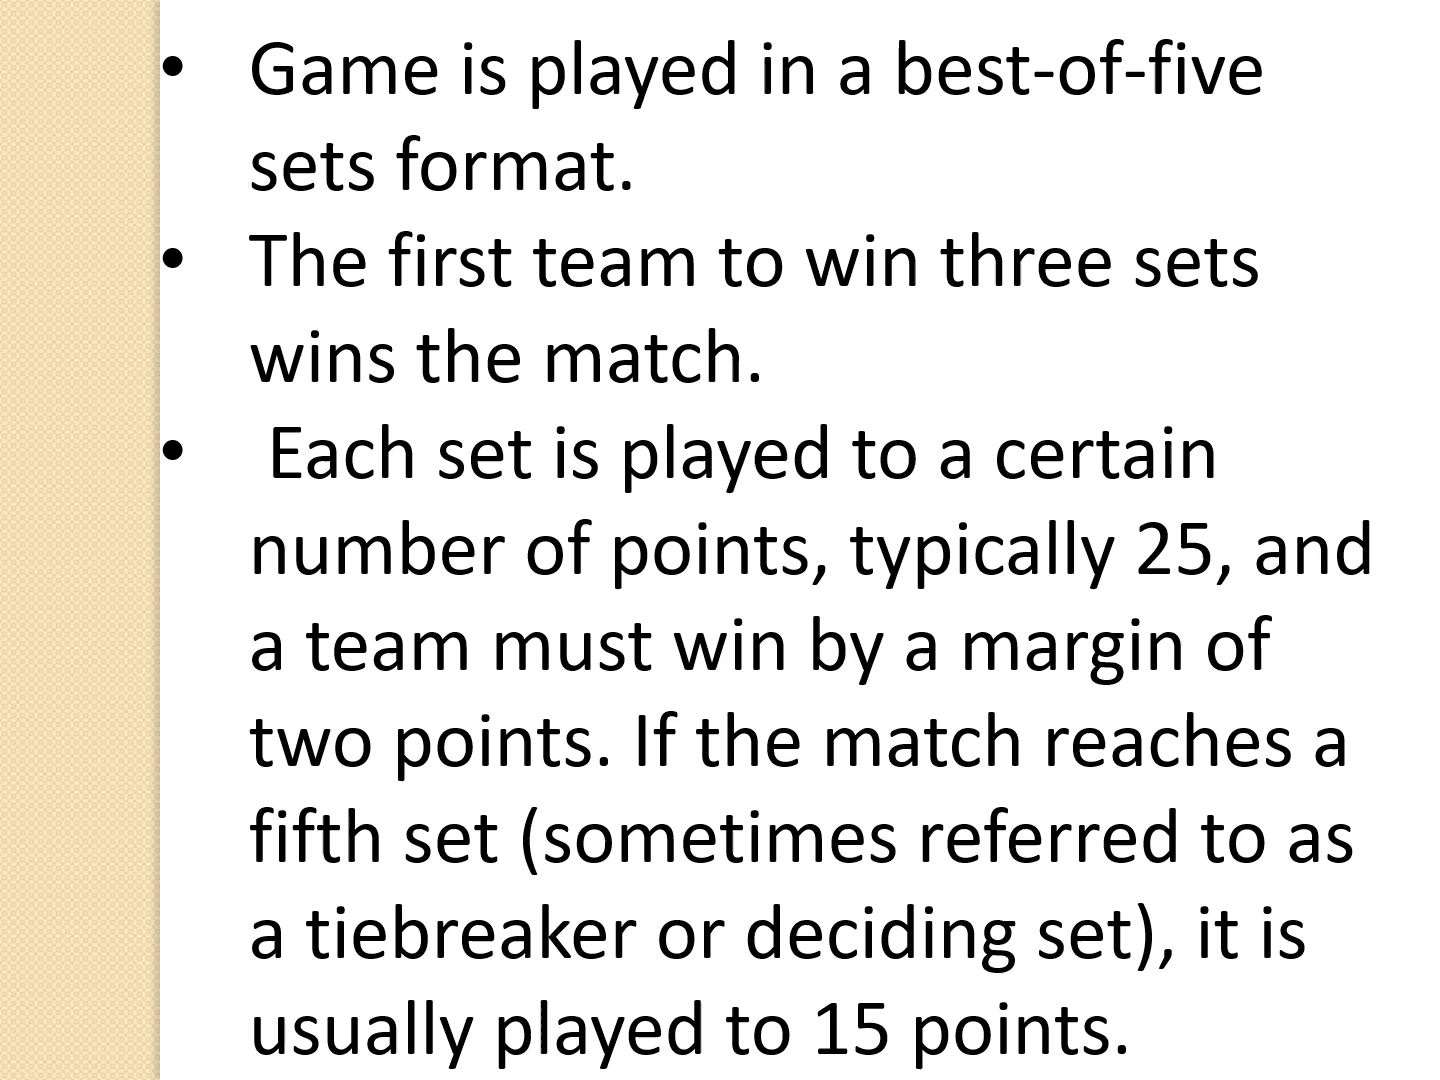 • Game is played in a best-of-five
sets format.
• The first team to win three sets
wins the match.
• Each set is played to a certain
number of points, typically 25, and
a team must win by a margin of
two points. If the match reaches a
fifth set (sometimes referred to as
a tiebreaker or deciding set), it is
usually played to 15 points.